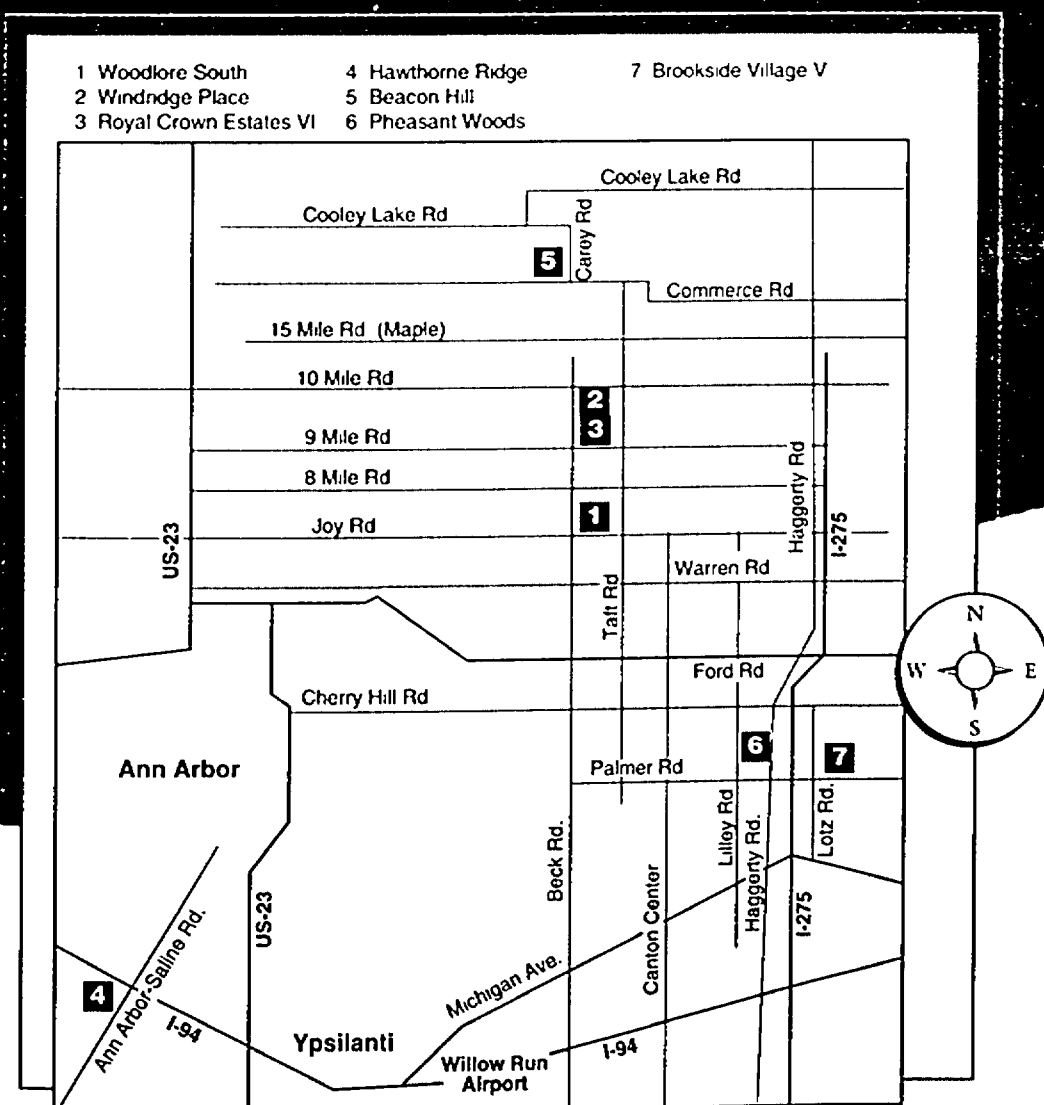 1 Woodlore South
2 Windridge Place
3 Royal Crown Estates VI
4 Hawthorne Ridge
5 Beacon Hill
6 Pheasant Woods
7 Brookside Village V
Cooley Lake Rd
Cooley Lake Rd
Carey Rd
5
Commerce Rd
15 Mile Rd (Maple)
10 Mile Rd
2
3
9 Mile Rd
8 Mile Rd
Haggerty Rd
1
Joy Rd
US-23
I-275
Warren Rd
Taft Rd
N
W
E
S
Ford Rd
Cherry Hill Rd
6
7
Ann Arbor
Palmer Rd
Lilley Rd
Haggerty Rd.
Lotz Rd.
Beck Rd.
US-23
Canton Center
I-275
Ann Arbor-Saline Rd.
Michigan Ave.
4
I-94
Ypsilanti
I-94
Willow Run
Airport